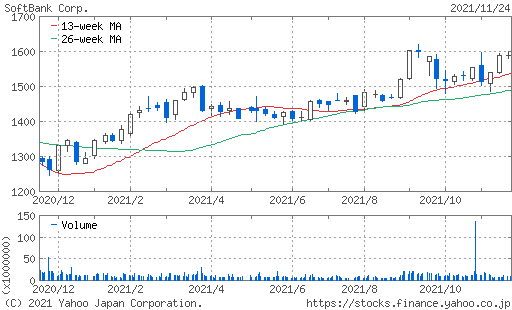 SoftBank Corp. 2021/11/24
1700
13-week MA
26-week MA
1600
1500
1400
1300
1200
2020/12 2021/2 2021/4 2021/6 2021/8 2021/10
150
Volume
100
50
0
(x1000000)
2020/12 2021/2 2021/4 2021/6 2021/8 2021/10
(C) 2021 Yahoo Japan Corporation. https://stocks.finance.yahoo.co.jp/